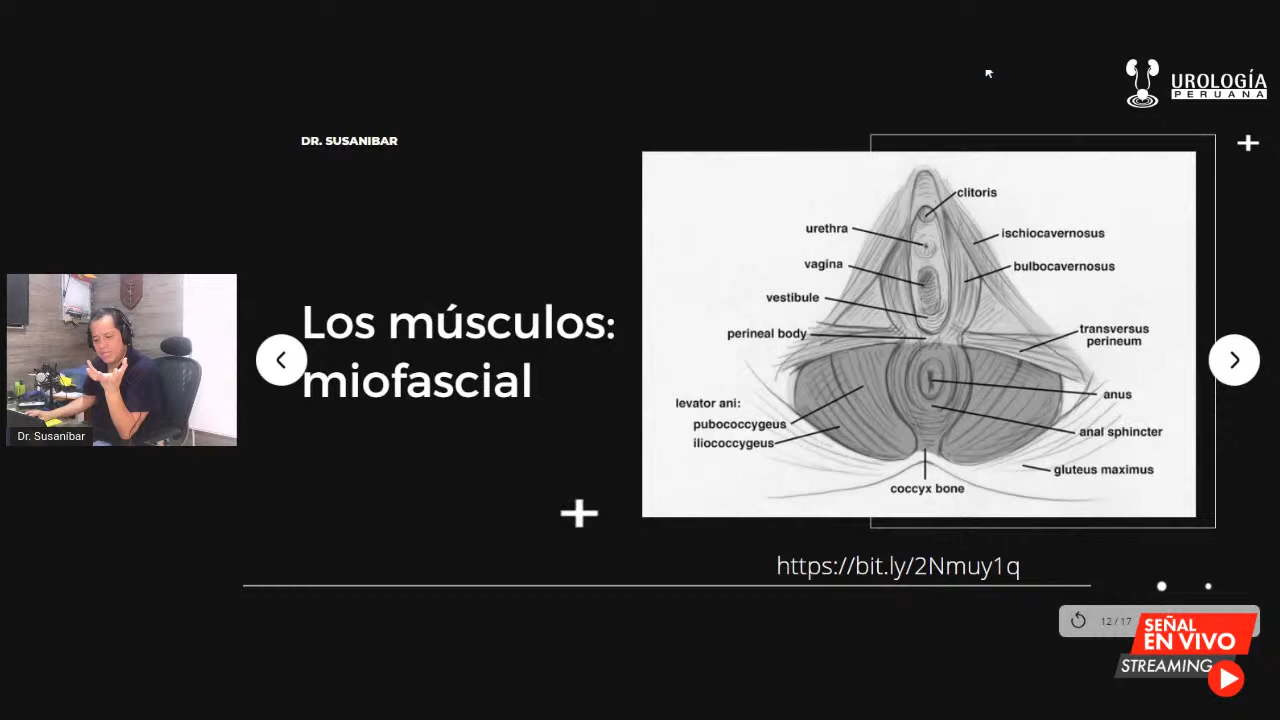 UROLOGÍA
PERUANA
DR. SUSANIBAR
Los músculos:
miofascial
Dr. Susaníbar
clitoris
urethra
ischiocavernosus
vagina
bulbocavernosus
vestibule
perineal body
transversus
perineum
levator ani:
pubococcygeus
iliococcygeus
anus
anal sphincter
gluteus maximus
coccyx bone
https://bit.ly/2Nmuy1q
12 / 17
SEÑAL
EN VIVO
STREAMING